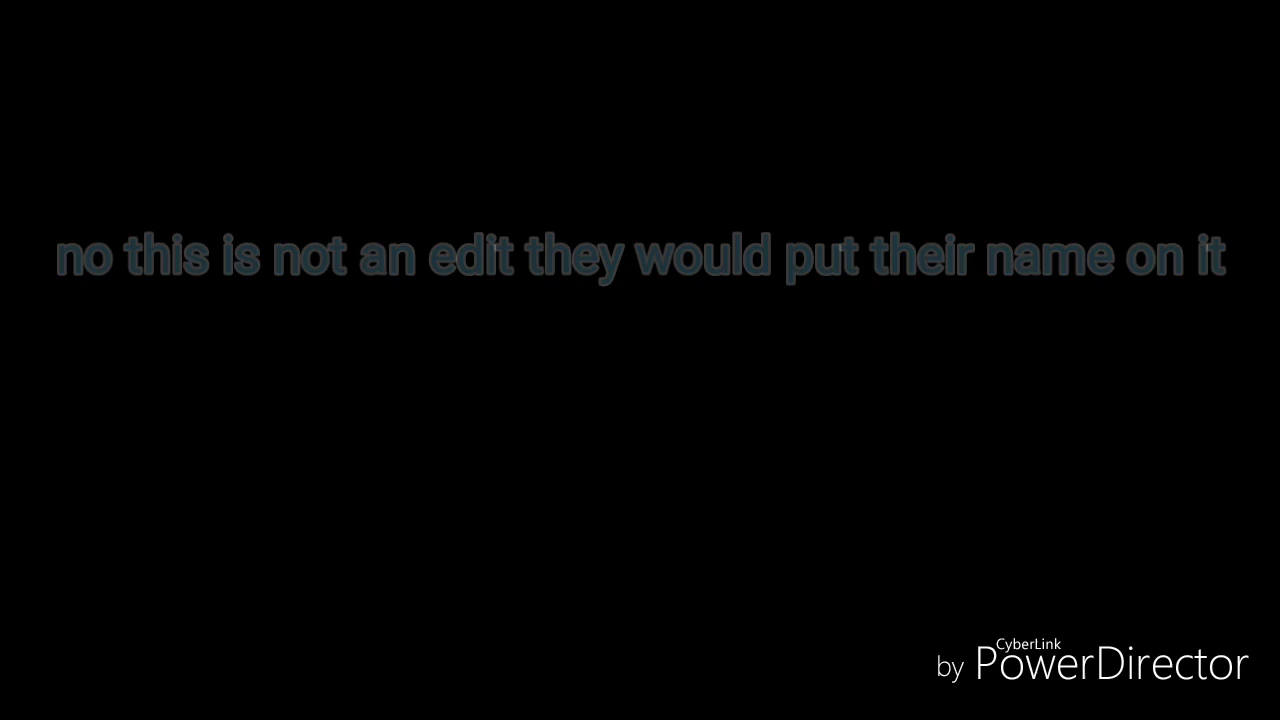 no this is not an edit they would put their name on it
CyberLink
by PowerDirector